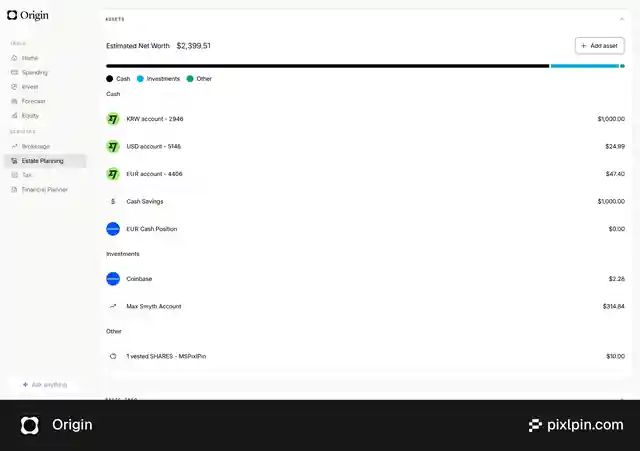 Origin
Home
Spending
Invest
Forecast
Equity
Brokerage
Estate Planning
Tax
Financial Planner
Ask anything
ASSETS
Estimated Net Worth $2,399.51
Add asset
Cash Investments Other
Cash
KRW account - 2946 $1,000.00
USD account - 5148 $24.99
EUR account - 4406 $47.40
Cash Savings $1,000.00
EUR Cash Position $0.00
Investments
Coinbase $2.28
Max Smyth Account $314.84
Other
1 vested SHARES - MSPixlPin $10.00
Origin
pixlpin.com